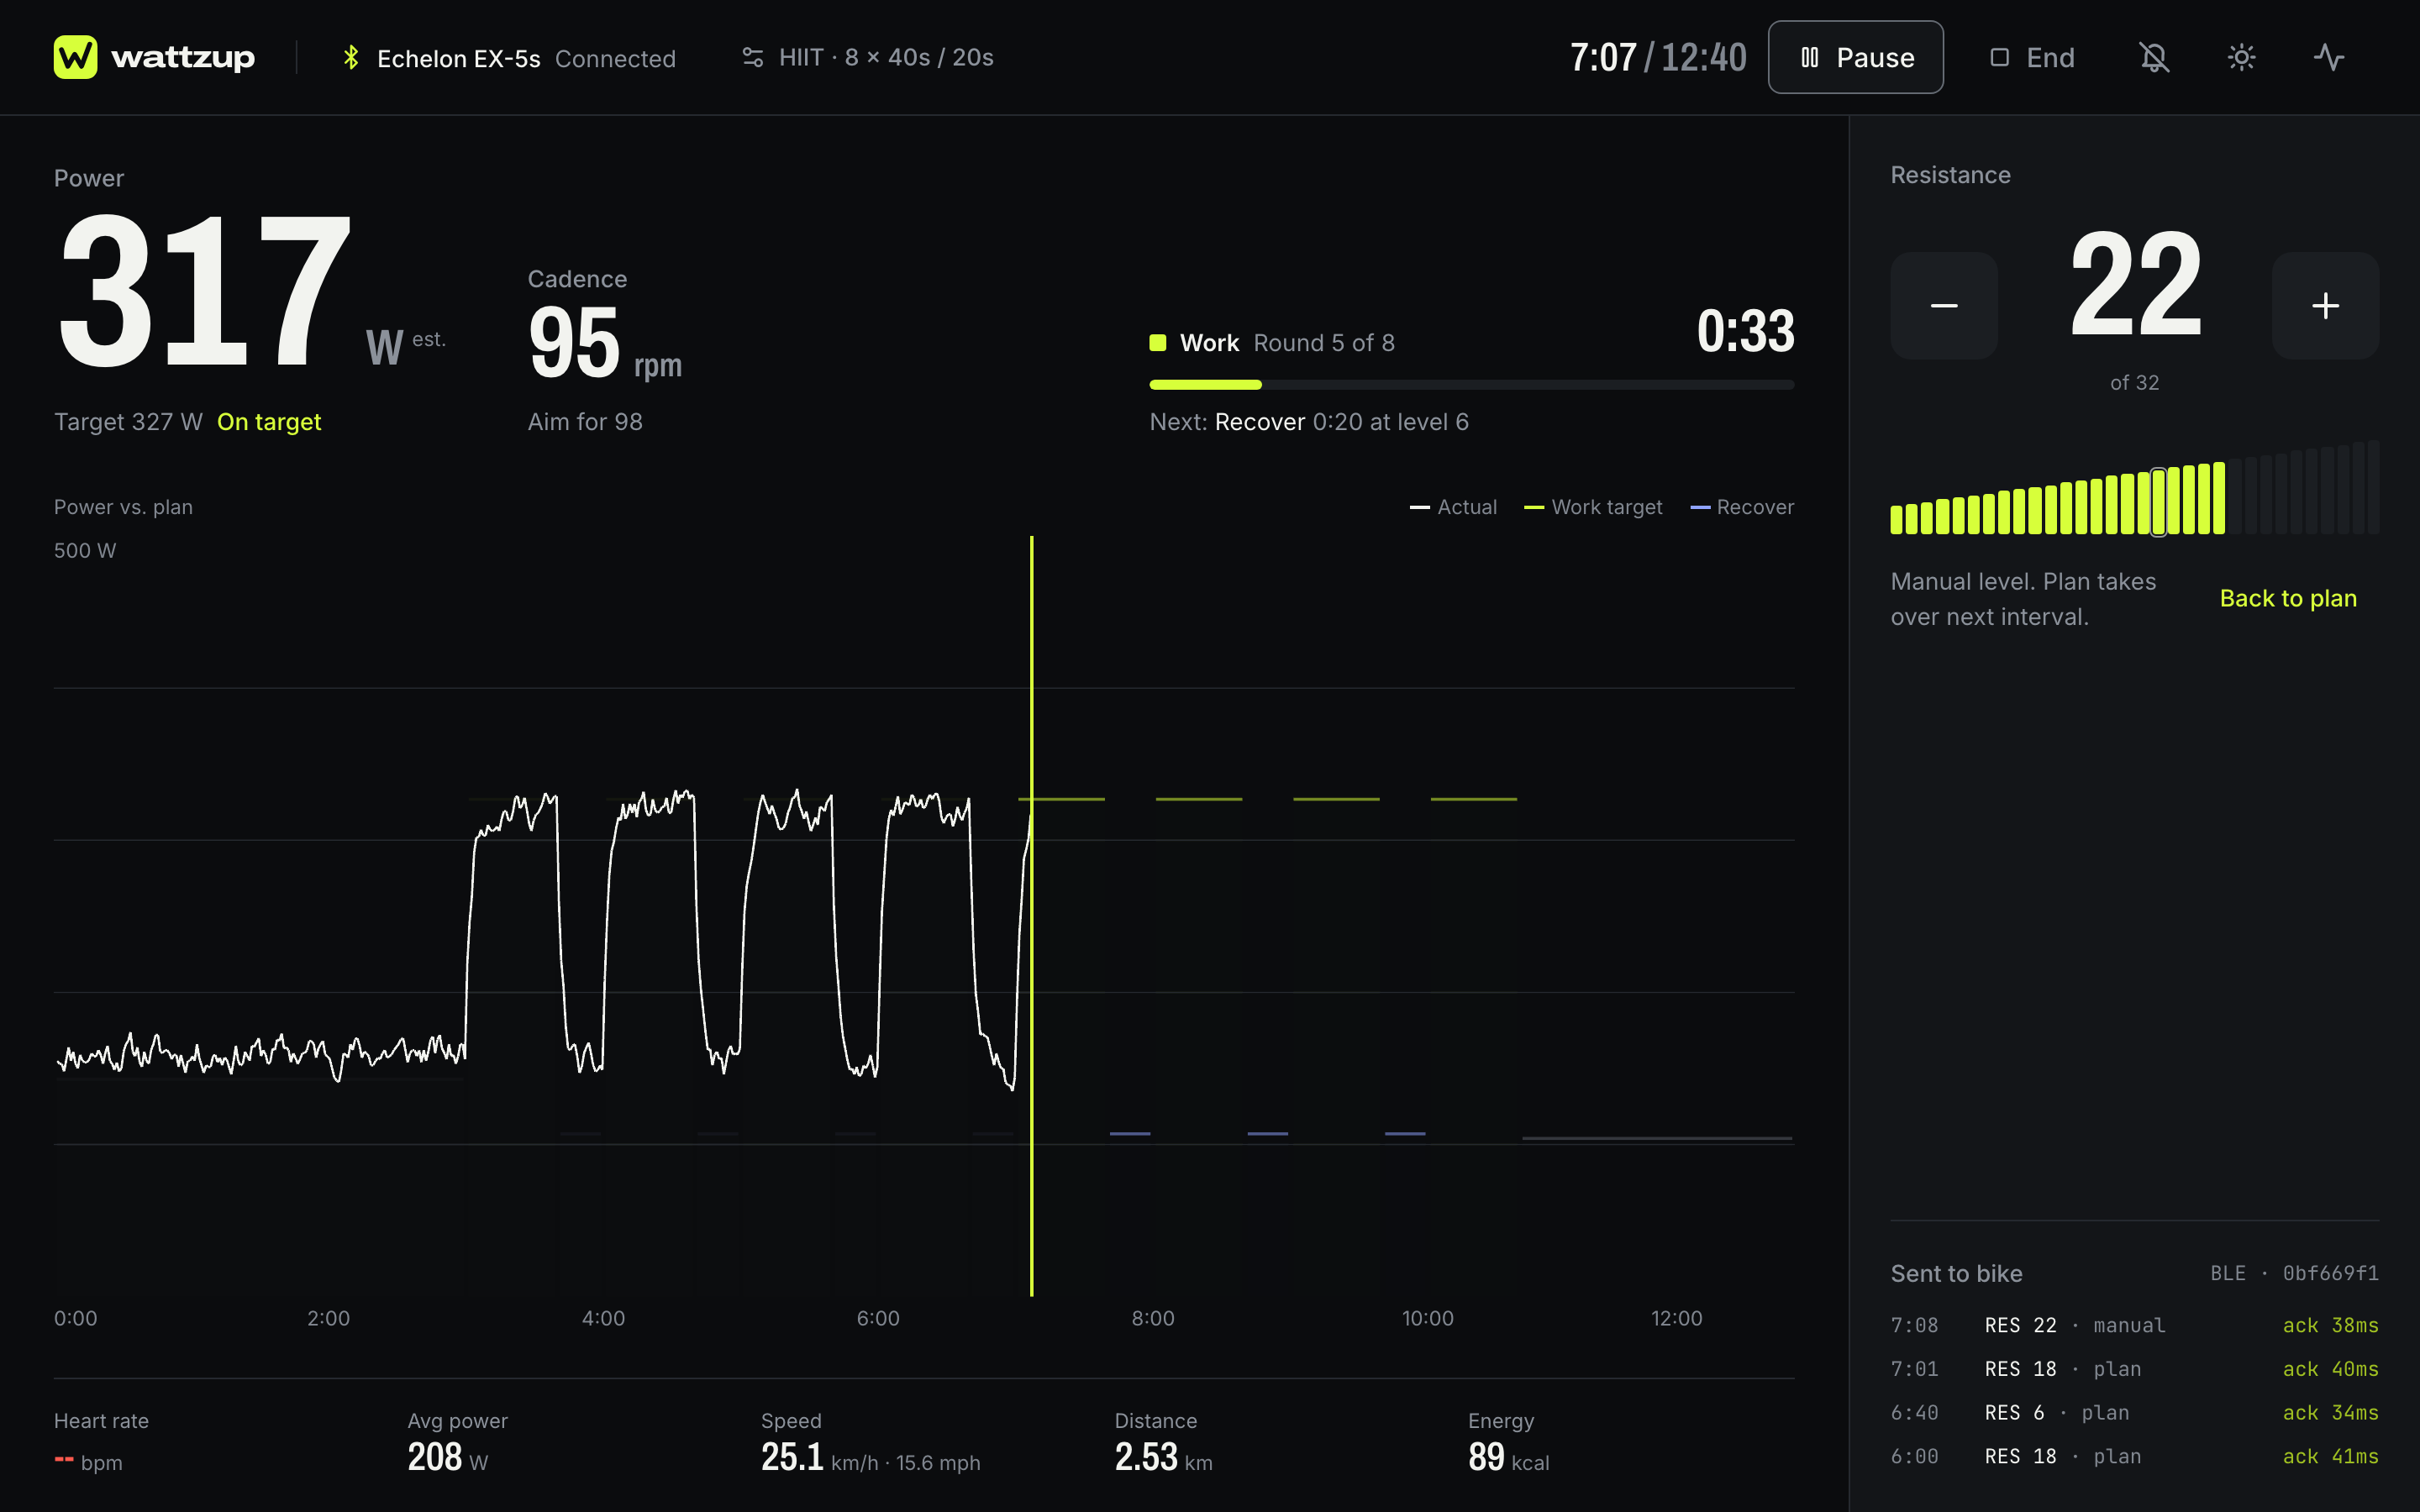 wattzup
Echelon EX-5s Connected
HIIT · 8 × 40s / 20s
7:07 / 12:40
Pause
End
Power
317 W est.
Target 327 W On target
Cadence
95 rpm
Aim for 98
Work Round 5 of 8
0:33
Next: Recover 0:20 at level 6
Power vs. plan
Actual Work target Recover
500 W
0:00 2:00 4:00 6:00 8:00 10:00 12:00
Heart rate
-- bpm
Avg power
208 W
Speed
25.1 km/h · 15.6 mph
Distance
2.53 km
Energy
89 kcal
Resistance
− 22 +
of 32
Manual level. Plan takes
over next interval.
Back to plan
Sent to bike BLE · 0bf669f1
7:08 RES 22 · manual ack 38ms
7:01 RES 18 · plan ack 40ms
6:40 RES 6 · plan ack 34ms
6:00 RES 18 · plan ack 41ms